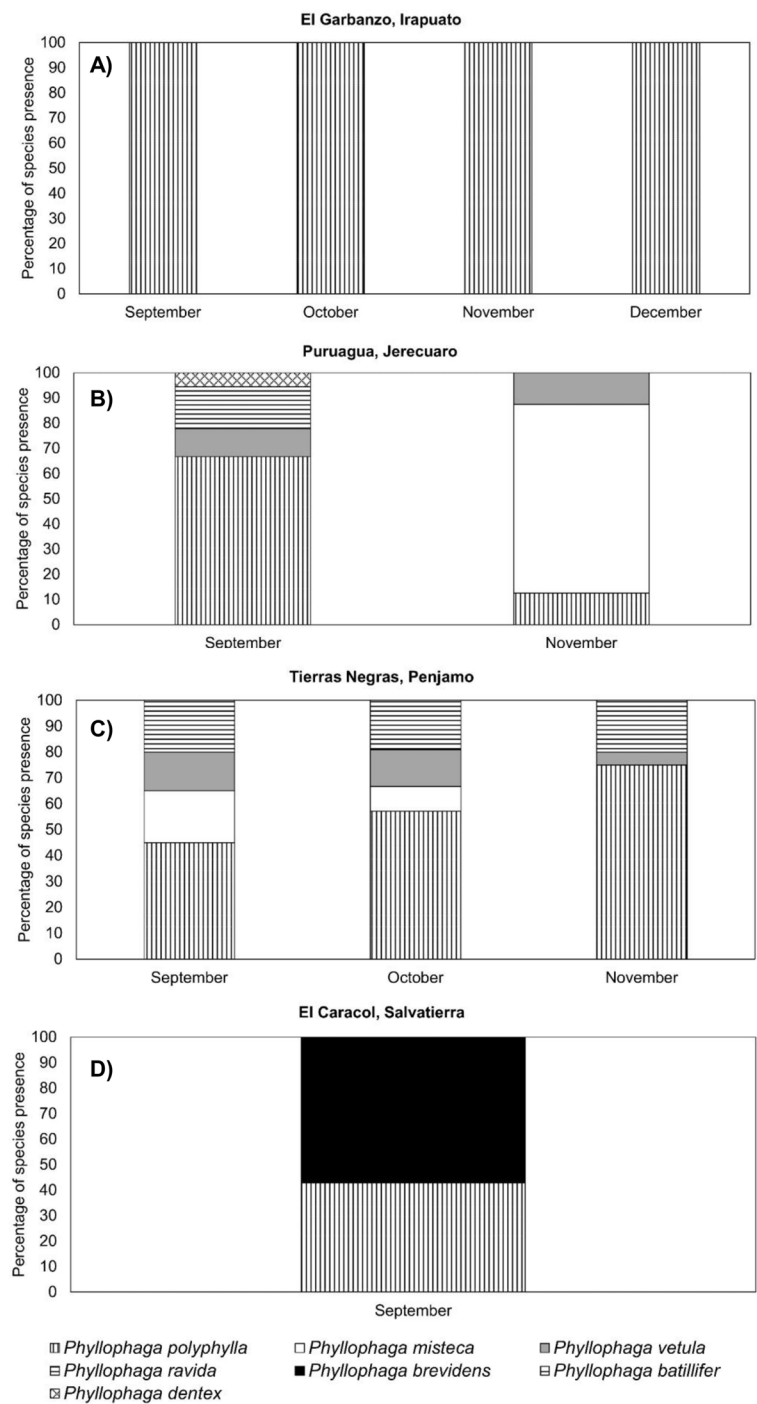 El Garbanzo, Irapuato
A)
Percentage of species presence
100
90
80
70
60
50
40
30
20
10
0
September October November December
Puruagua, Jerecuaro
B)
Percentage of species presence
100
90
80
70
60
50
40
30
20
10
0
September November
Tierras Negras, Penjamo
C)
Percentage of species presence
100
90
80
70
60
50
40
30
20
10
0
September October November
El Caracol, Salvatierra
D)
Percentage of species presence
100
90
80
70
60
50
40
30
20
10
0
September
Phyllophaga polyphylla Phyllophaga misteca Phyllophaga vetula
Phyllophaga ravida Phyllophaga brevidens Phyllophaga batillifer
Phyllophaga dentex